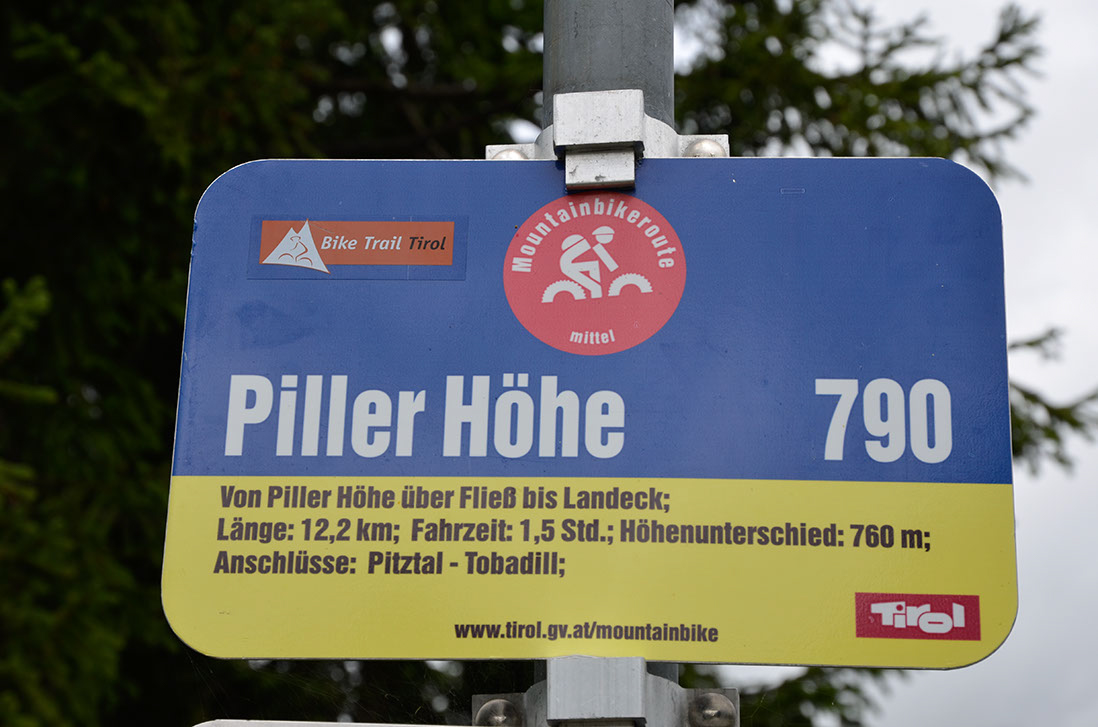 Bike Trail Tirol
Mountainbikeroute
mittel
Piller Höhe 790
Von Piller Höhe über Fließ bis Landeck;
Länge: 12,2 km; Fahrzeit: 1,5 Std.; Höhenunterschied: 760 m;
Anschlüsse: Pitztal - Tobadill;
www.tirol.gv.at/mountainbike
Tirol